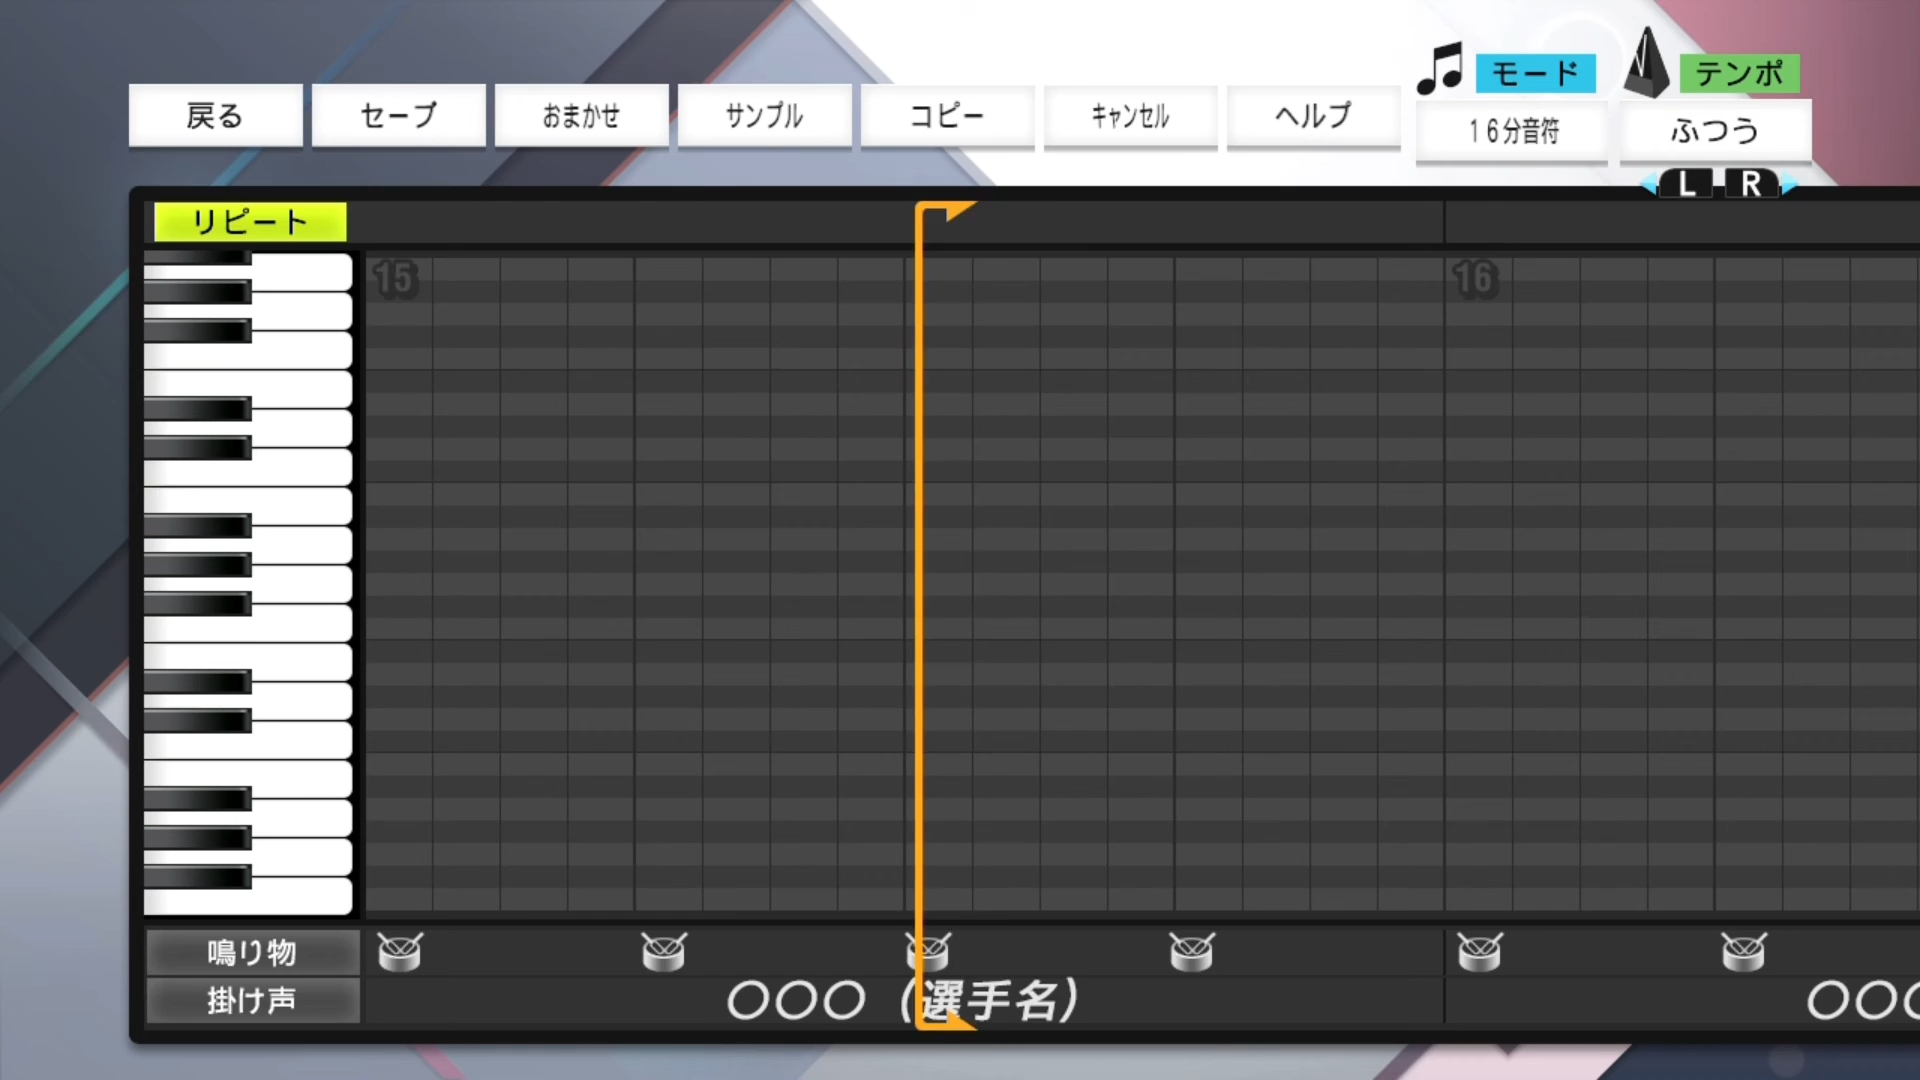 モード
テンポ
戻る
セーブ
おまかせ
サンプル
コピー
キャンセル
ヘルプ
16分音符
ふつう
L R
リピート
15
16
鳴り物
掛け声
○○○ (選手名)
○○○